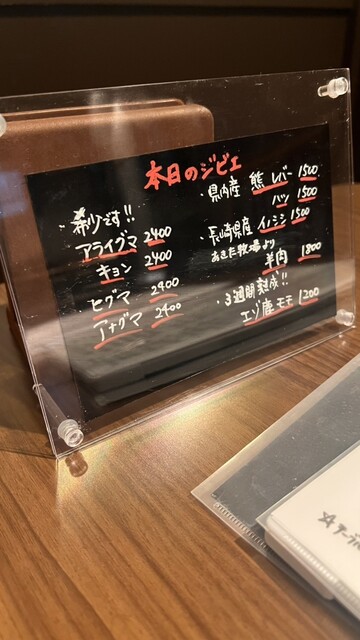 本日のジビエ
・希少です!!
アライグマ 2400
キョン 2400
ヒグマ 2400
アナグマ 2400
・県内産 熊 レバー 1500
ハツ 1500
・長崎県産 イノシシ 1500
あきた牧場より
羊肉 1800
・3週間熟成!!
エゾ鹿モモ 1200